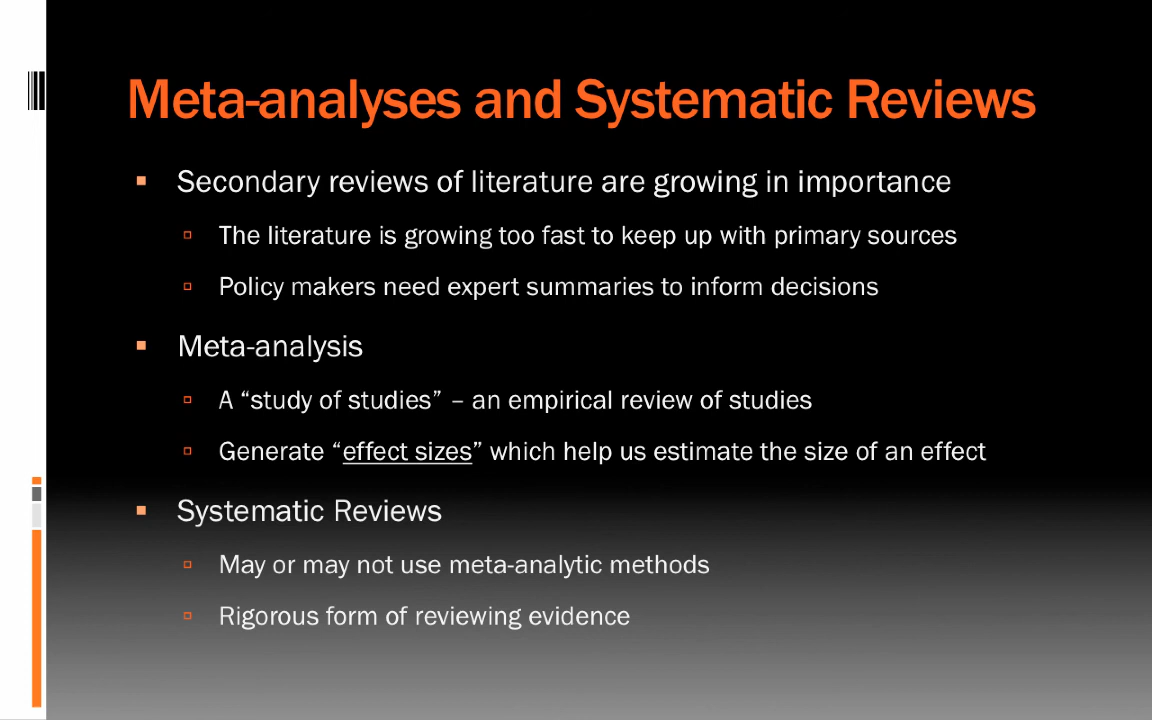 Meta-analyses and Systematic Reviews
Secondary reviews of literature are growing in importance
The literature is growing too fast to keep up with primary sources
Policy makers need expert summaries to inform decisions
Meta-analysis
A “study of studies” – an empirical review of studies
Generate “effect sizes” which help us estimate the size of an effect
Systematic Reviews
May or may not use meta-analytic methods
Rigorous form of reviewing evidence